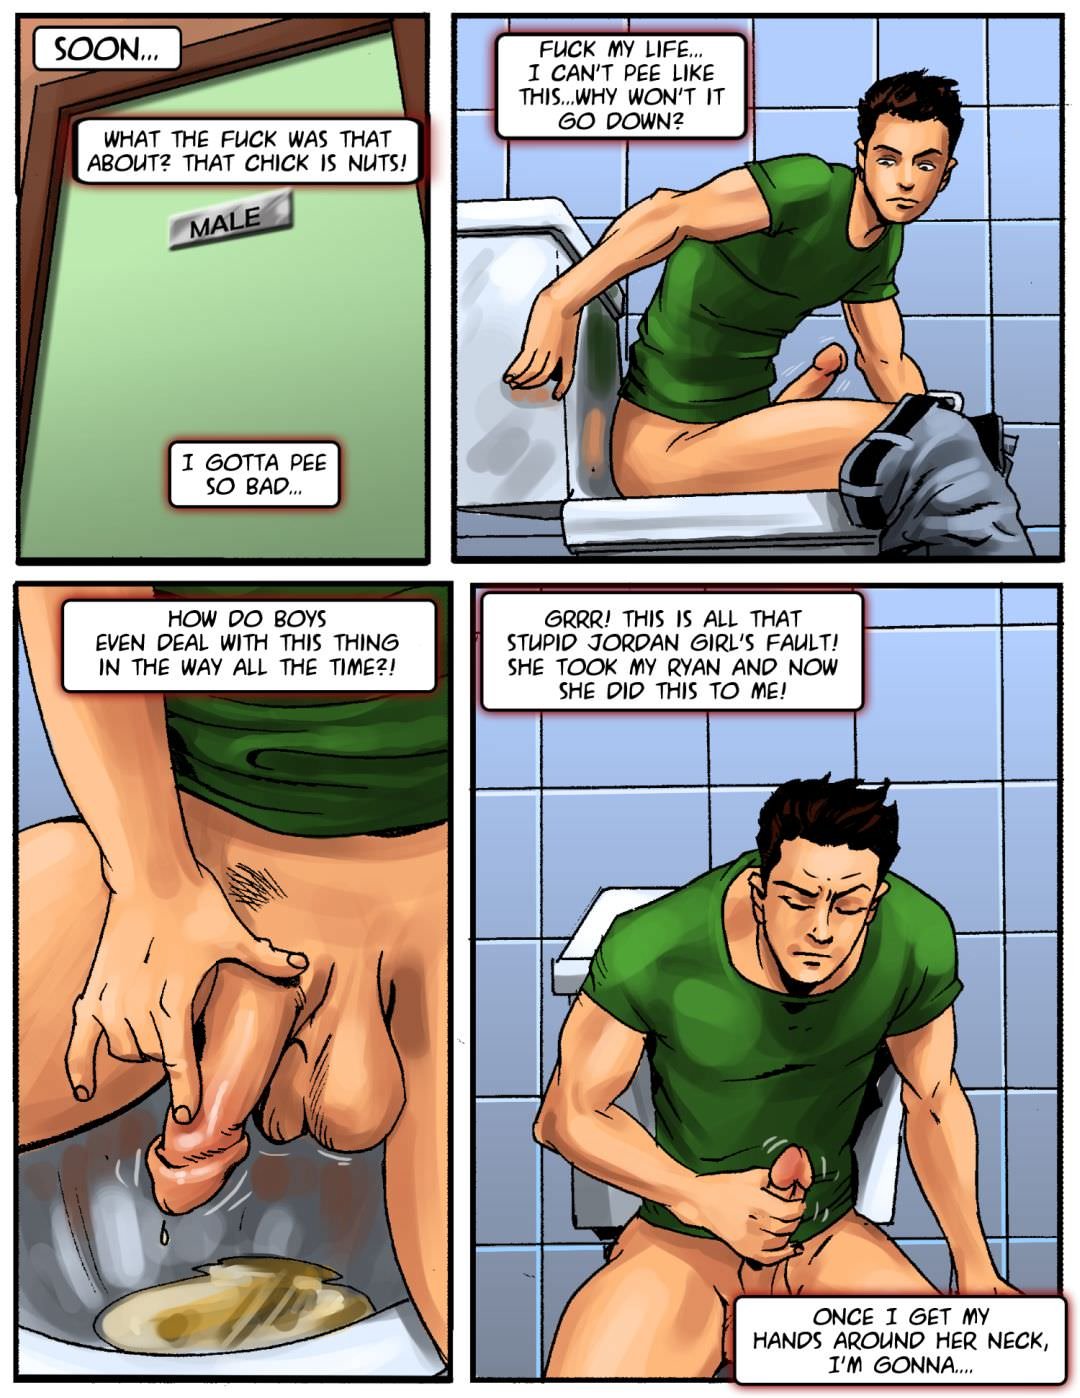 SOON...
WHAT THE FUCK WAS THAT
ABOUT? THAT CHICK IS NUTS!
MALE
I GOTTA PEE
SO BAD...
FUCK MY LIFE...
I CAN'T PEE LIKE
THIS...WHY WON'T IT
GO DOWN?
HOW DO BOYS
EVEN DEAL WITH THIS THING
IN THE WAY ALL THE TIME?!
GRRR! THIS IS ALL THAT
STUPID JORDAN GIRL'S FAULT!
SHE TOOK MY RYAN AND NOW
SHE DID THIS TO ME!
ONCE I GET MY
HANDS AROUND HER NECK,
I'M GONNA....